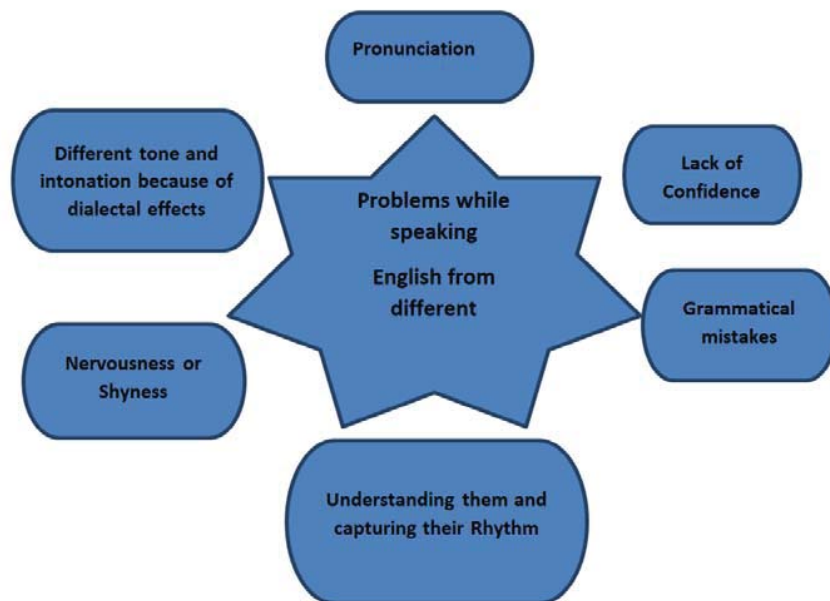 Pronunciation
Different tone and
intonation because of
dialectal effects
Lack of
Confidence
Problems while
speaking
English from
different
Grammatical
mistakes
Nervousness or
Shyness
Understanding them and
capturing their Rhythm